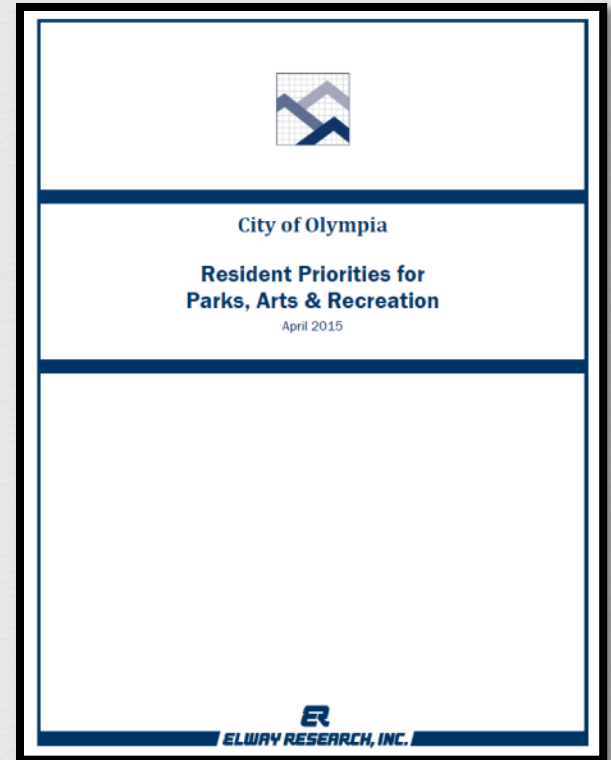 City of Olympia
Resident Priorities for
Parks, Arts & Recreation
April 2015
ER
ELWAY RESEARCH, INC.